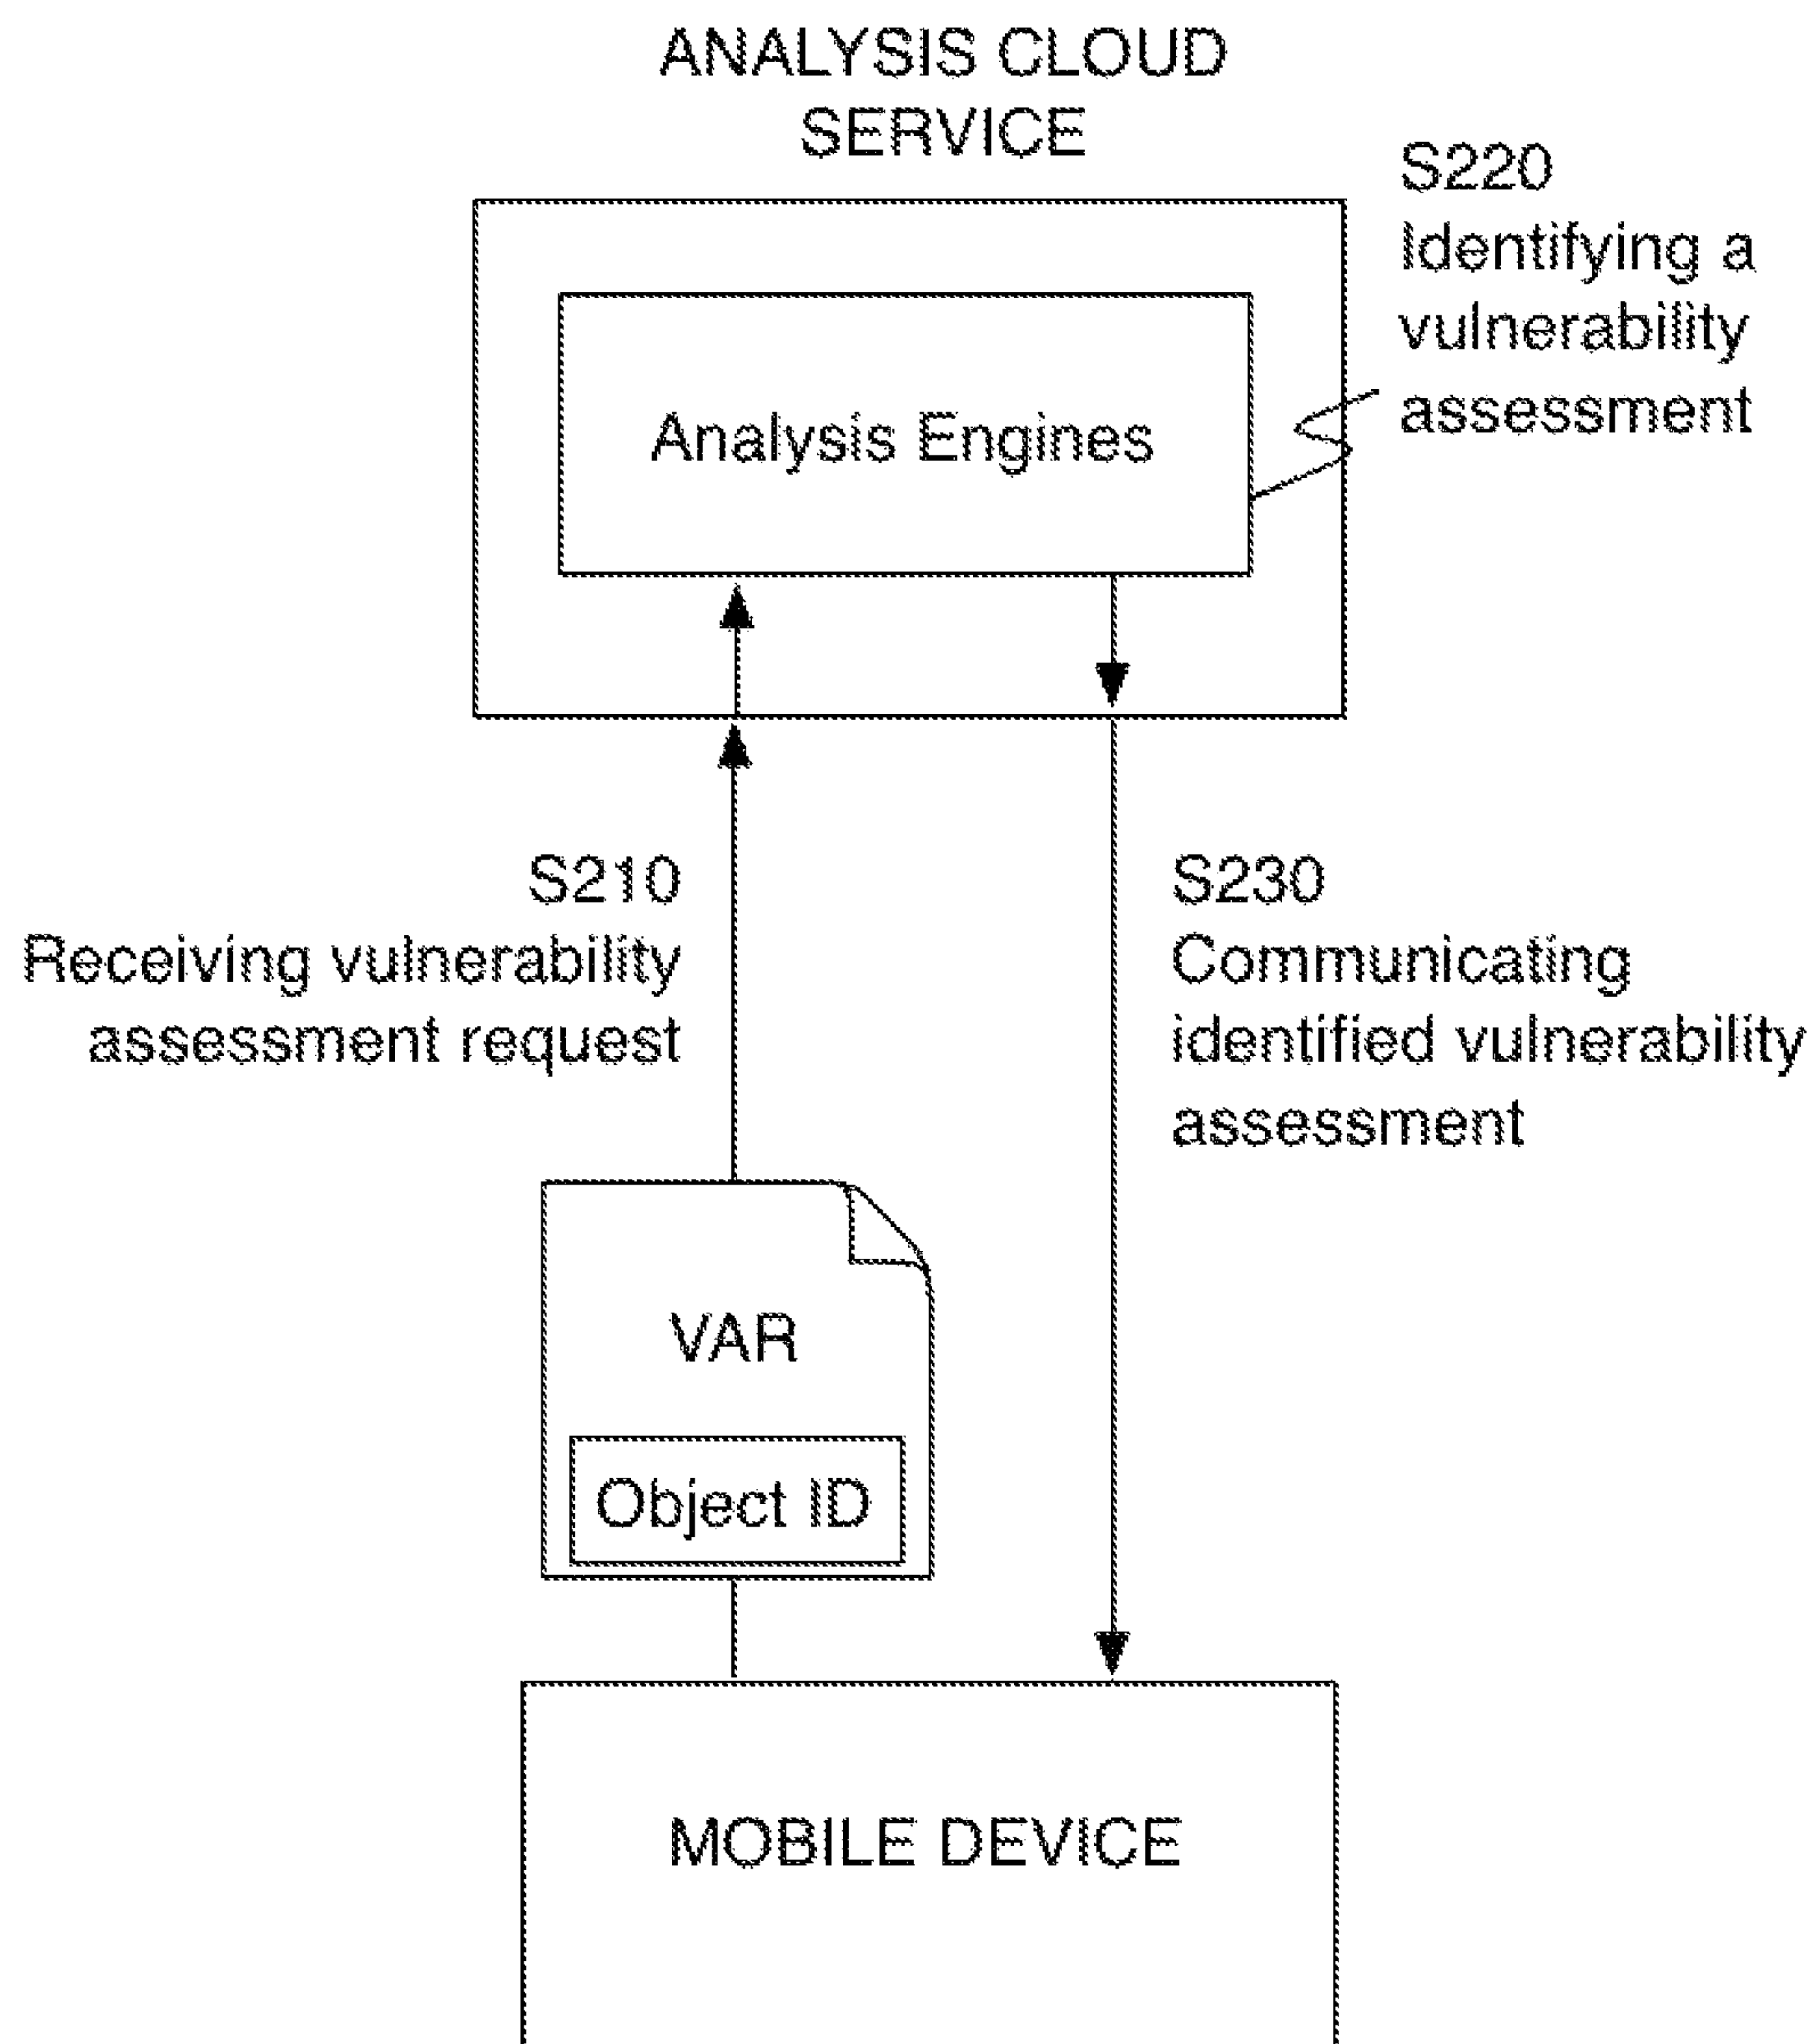 ANALYSIS CLOUD
SERVICE
S220
Identifying a
vulnerability
assessment
Analysis Engines
S210
Receiving vulnerability
assessment request
S230
Communicating
identified vulnerability
assessment
VAR
Object ID
MOBILE DEVICE